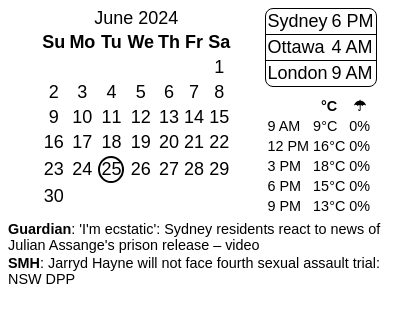 June 2024
Su Mo Tu We Th Fr Sa
1
2 3 4 5 6 7 8
9 10 11 12 13 14 15
16 17 18 19 20 21 22
23 24 25 26 27 28 29
30
Sydney 6 PM
Ottawa 4 AM
London 9 AM
°C ☂
9 AM 9°C 0%
12 PM 16°C 0%
3 PM 18°C 0%
6 PM 15°C 0%
9 PM 13°C 0%
Guardian: 'I'm ecstatic': Sydney residents react to news of
Julian Assange's prison release – video
SMH: Jarryd Hayne will not face fourth sexual assault trial:
NSW DPP